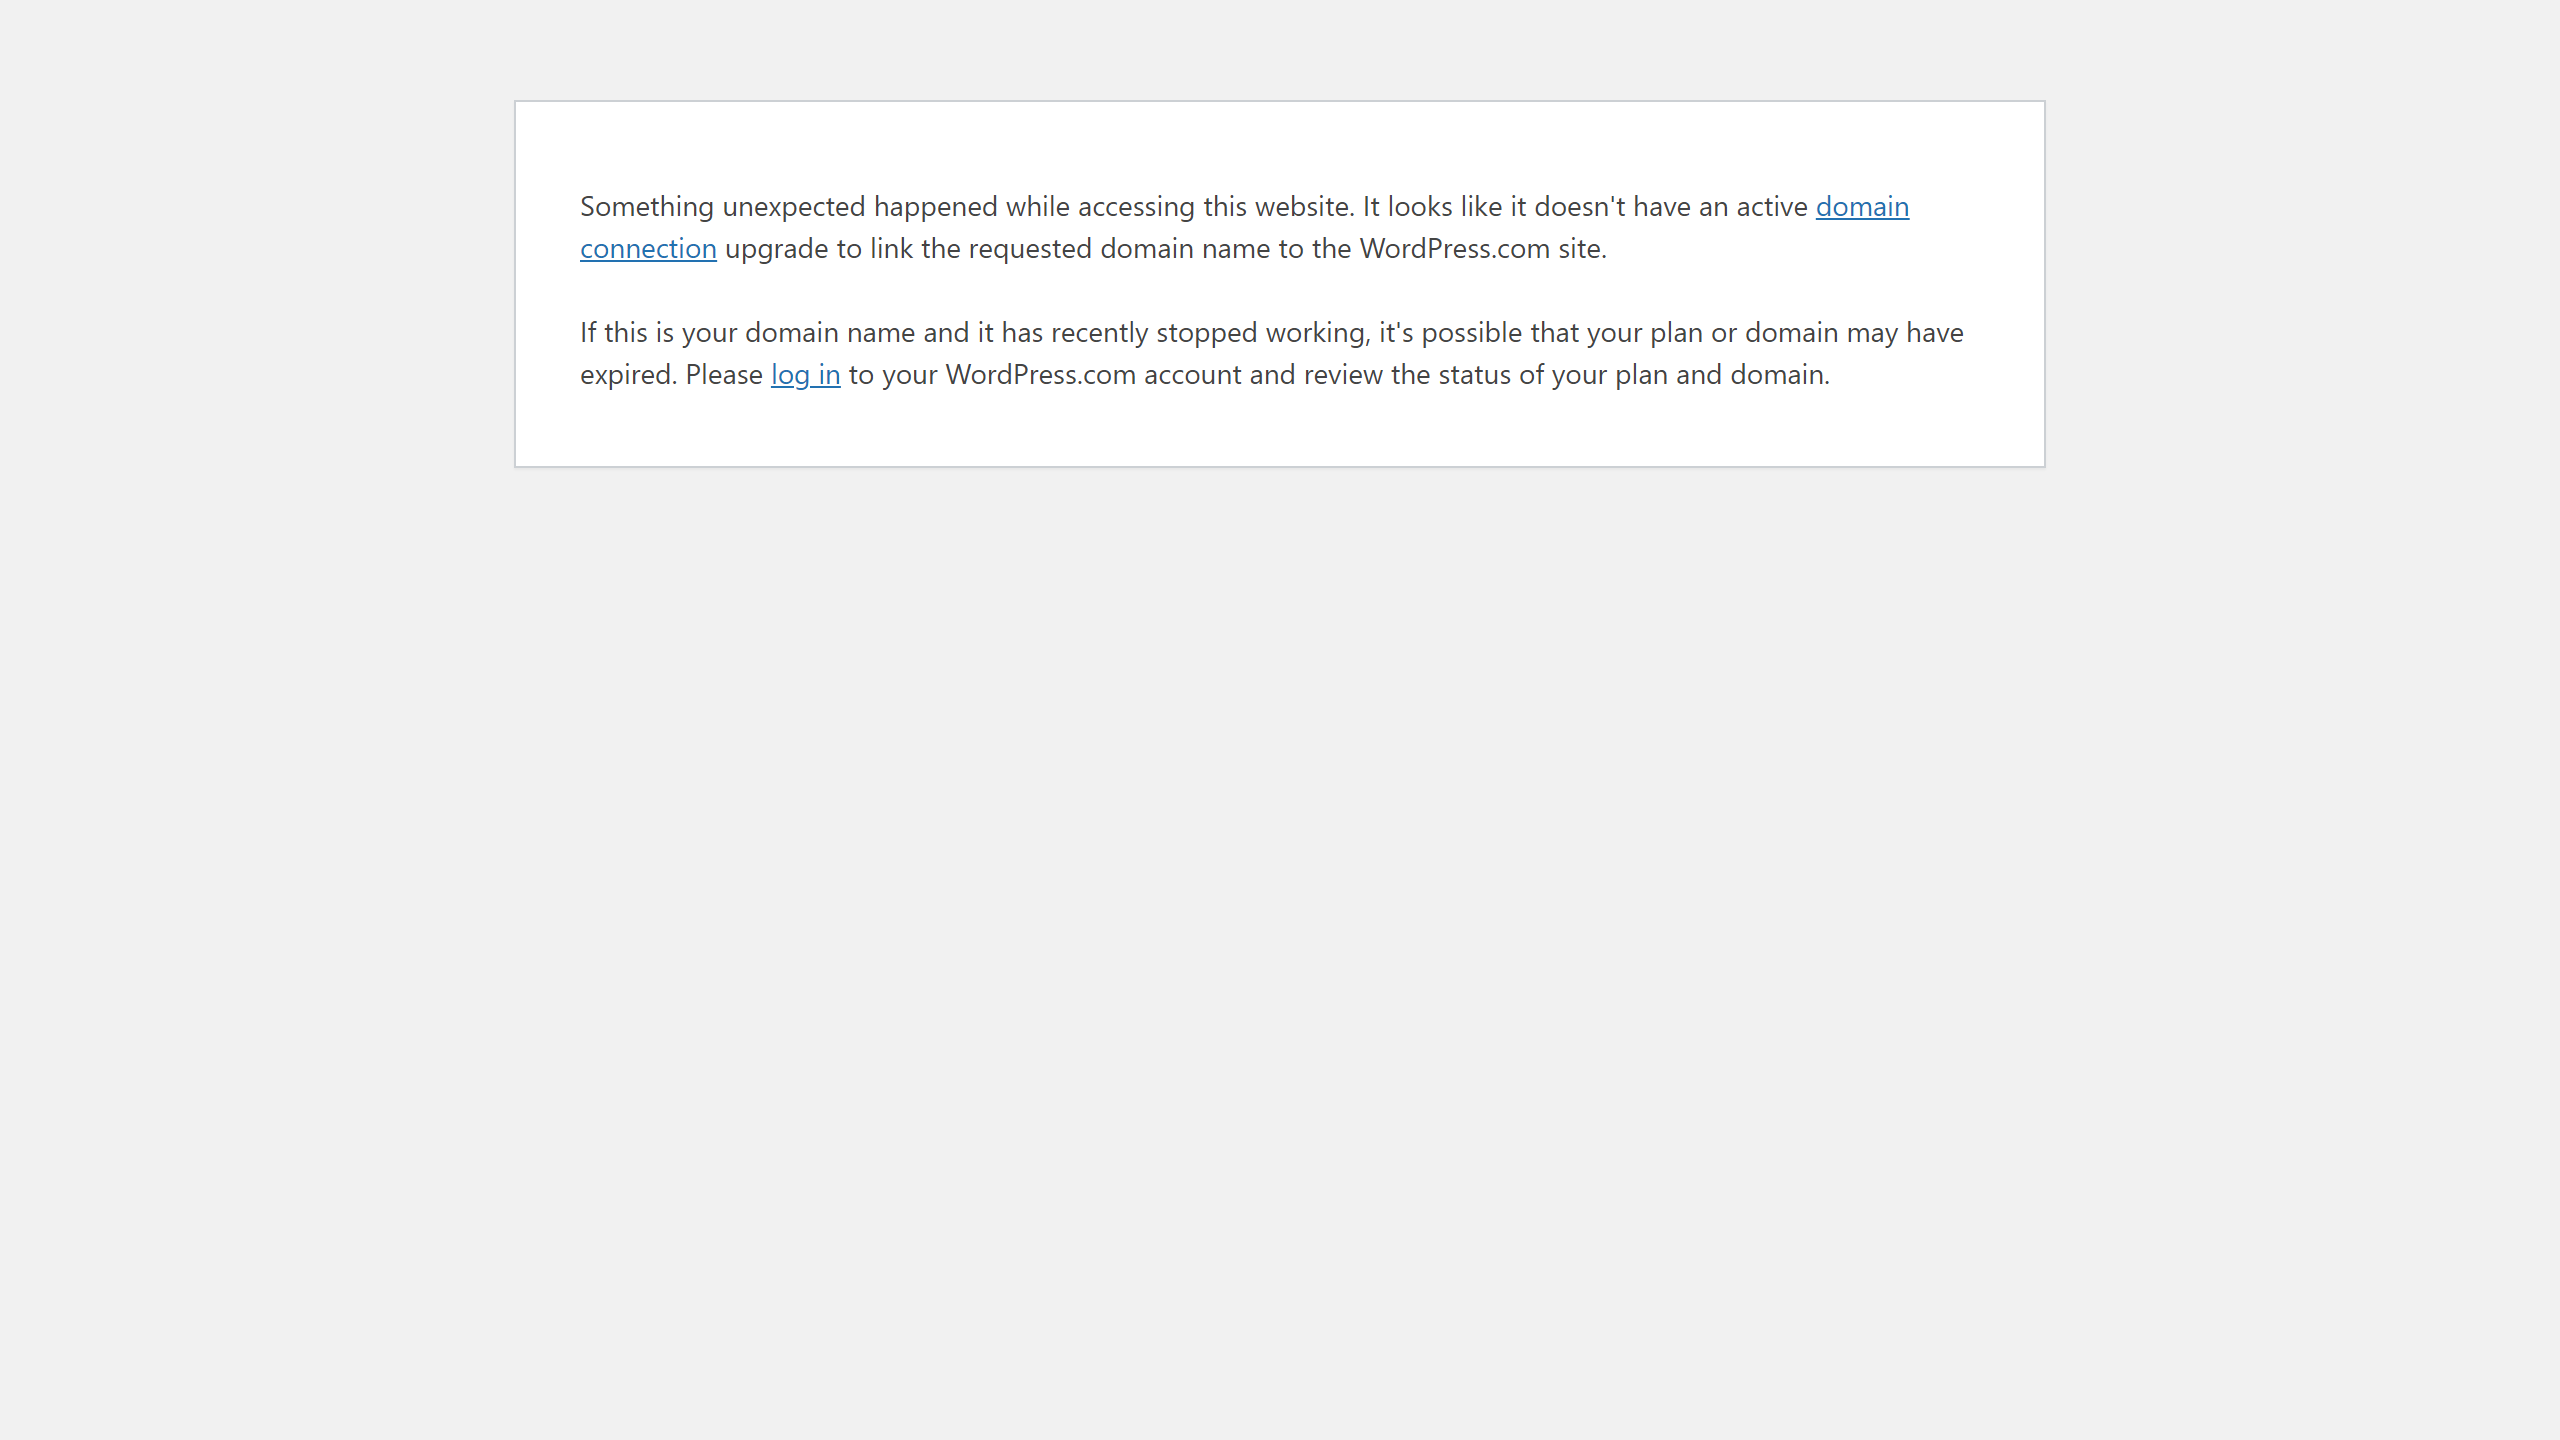 Something unexpected happened while accessing this website. It looks like it doesn't have an active domain
connection upgrade to link the requested domain name to the WordPress.com site.
If this is your domain name and it has recently stopped working, it's possible that your plan or domain may have
expired. Please log in to your WordPress.com account and review the status of your plan and domain.